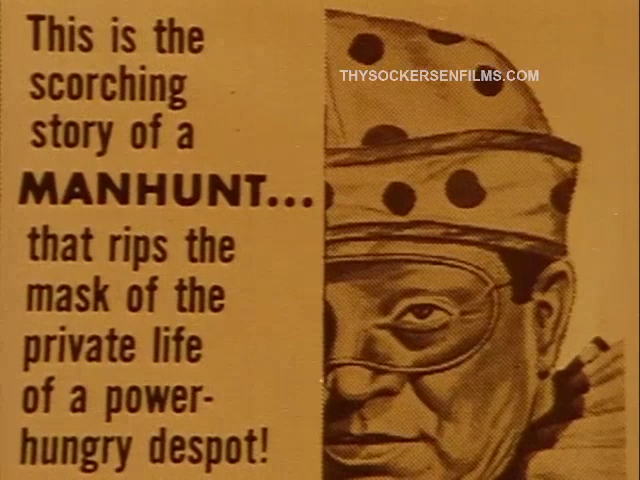 This is the
scorching
story of a
MANHUNT...
that rips the
mask of the
private life
of a power-
hungry despot!
THYSOCKERSENFILMS.COM